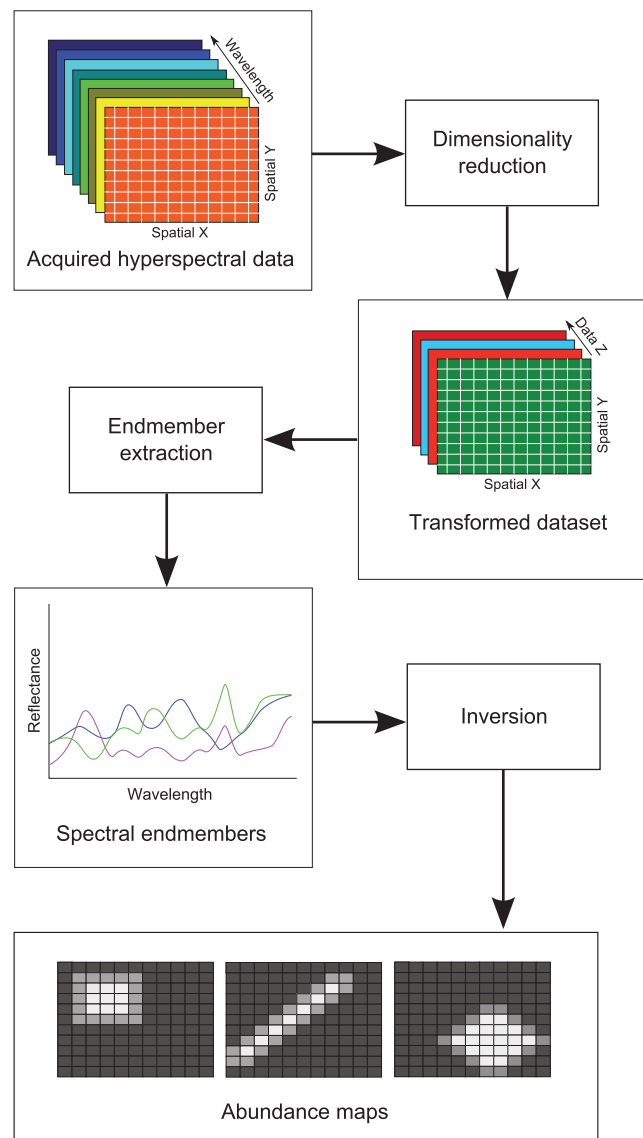 Wavelength
Spatial Y
Spatial X
Acquired hyperspectral data
Dimensionality
reduction
Data Z
Spatial Y
Spatial X
Transformed dataset
Endmember
extraction
Reflectance
Wavelength
Spectral endmembers
Inversion
Abundance maps